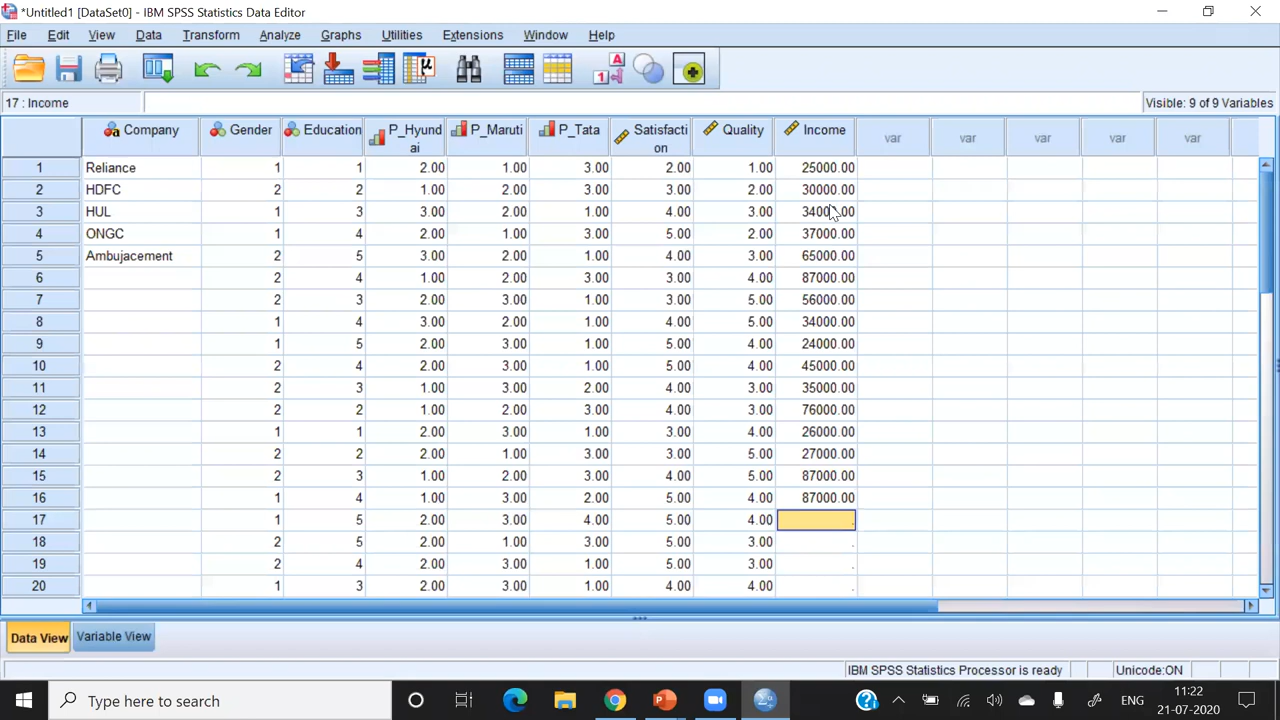 *Untitled1 [DataSet0] - IBM SPSS Statistics Data Editor
File Edit View Data Transform Analyze Graphs Utilities Extensions Window Help
17 : Income Visible: 9 of 9 Variables
Company Gender Education P_Hyundai P_Maruti P_Tata Satisfaction Quality Income var var var var var
1 Reliance 1 1 2.00 1.00 3.00 2.00 1.00 25000.00
2 HDFC 2 2 1.00 2.00 3.00 3.00 2.00 30000.00
3 HUL 1 3 3.00 2.00 1.00 4.00 3.00 34000.00
4 ONGC 1 4 2.00 1.00 3.00 5.00 2.00 37000.00
5 Ambujacement 2 5 3.00 2.00 1.00 4.00 3.00 65000.00
6 2 4 1.00 2.00 3.00 3.00 4.00 87000.00
7 2 3 2.00 3.00 1.00 3.00 5.00 56000.00
8 1 4 3.00 2.00 1.00 4.00 5.00 34000.00
9 1 5 2.00 3.00 1.00 5.00 4.00 24000.00
10 2 4 2.00 3.00 1.00 5.00 4.00 45000.00
11 2 3 1.00 3.00 2.00 4.00 3.00 35000.00
12 2 2 1.00 2.00 3.00 4.00 3.00 76000.00
13 1 1 2.00 3.00 1.00 3.00 4.00 26000.00
14 2 2 2.00 1.00 3.00 3.00 5.00 27000.00
15 2 3 1.00 2.00 3.00 4.00 5.00 87000.00
16 1 4 1.00 3.00 2.00 5.00 4.00 87000.00
17 1 5 2.00 3.00 4.00 5.00 4.00 .
18 2 5 2.00 1.00 3.00 5.00 3.00 .
19 2 4 2.00 3.00 1.00 5.00 3.00 .
20 1 3 2.00 3.00 1.00 4.00 4.00 .
Data View Variable View
IBM SPSS Statistics Processor is ready Unicode:ON
Type here to search ENG 11:22
21-07-2020